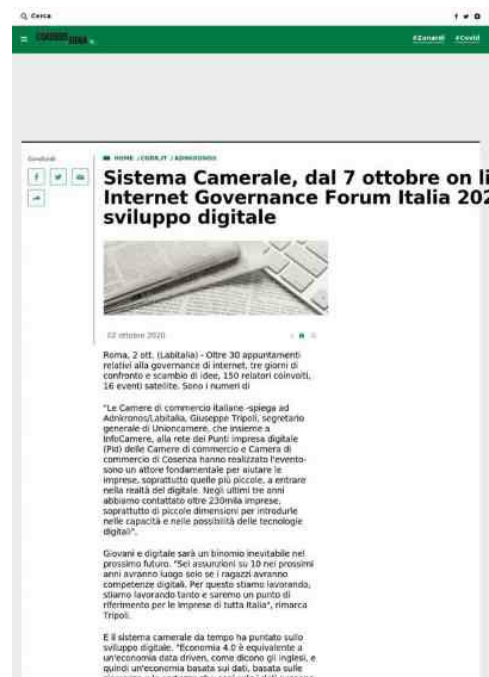 Cerca
#Zanardi #Covid
Condividi
HOME / CORR.IT / ADNKRONOS
Sistema Camerale, dal 7 ottobre on li
Internet Governance Forum Italia 202
sviluppo digitale
02 ottobre 2020
Roma, 2 ott. (Labitalia) - Oltre 30 appuntamenti
relativi alla governance di internet, tre giorni di
confronto e scambio di idee, 150 relatori coinvolti,
16 eventi satellite. Sono i numeri di
"Le Camere di commercio italiane -spiega ad
Adnkronos/Labitalia, Giuseppe Tripoli, segretario
generale di Unioncamere, che insieme a
InfoCamere, alla rete dei Punti impresa digitale
(Pid) delle Camere di commercio e Camera di
commercio di Cosenza hanno realizzato l'evento-
sono un attore fondamentale per aiutare le
imprese, soprattutto quelle più piccole, a entrare
nella realtà del digitale. Negli ultimi tre anni
abbiamo contattato oltre 230mila imprese,
soprattutto di piccole dimensioni per introdurle
nelle capacità e nelle possibilità delle tecnologie
digitali".
Giovani e digitale sarà un binomio inevitabile nel
prossimo futuro. "Sei assunzioni su 10 nei prossimi
anni avranno luogo solo se i ragazzi avranno
competenze digitali. Per questo stiamo lavorando,
stiamo lavorando tanto e saremo un punto di
riferimento per le imprese di tutta Italia", rimarca
Tripoli.
E il sistema camerale da tempo ha puntato sullo
sviluppo digitale. "Economia 4.0 è equivalente a
un'economia data driven, come dicono gli inglesi, e
quindi un'economia basata sui dati, basata sulle